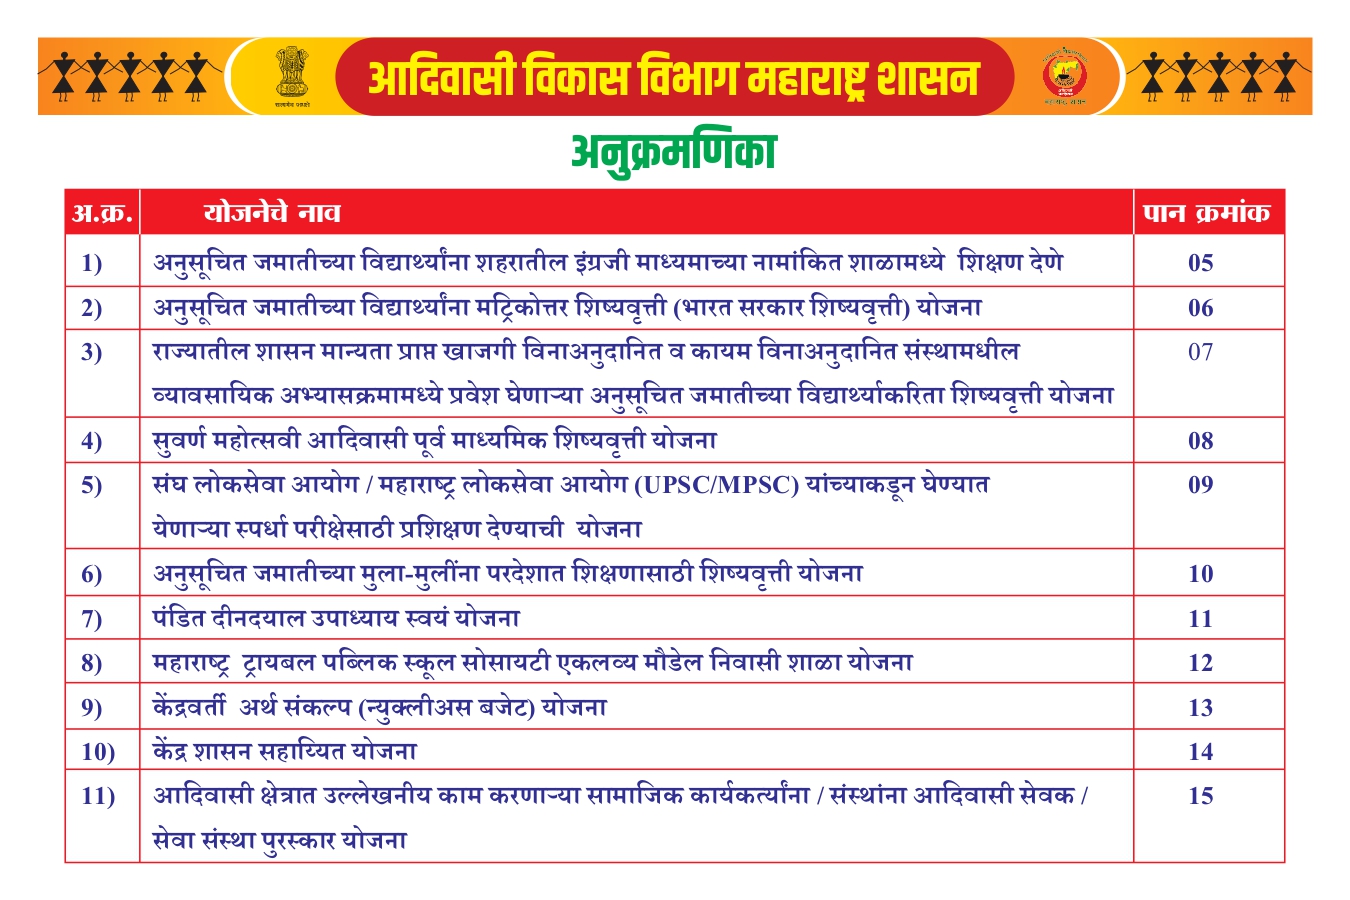 आदिवासी विकास विभाग महाराष्ट्र शासन
सत्यमेव जयते
महाराष्ट्र शासन
अनुक्रमणिका
अ.क्र. योजनेचे नाव पान क्रमांक
1) अनुसूचित जमातीच्या विद्यार्थ्यांना शहरातील इंग्रजी माध्यमाच्या नामांकित शाळामध्ये शिक्षण देणे 05
2) अनुसूचित जमातीच्या विद्यार्थ्यांना मट्रिकोत्तर शिष्यवृत्ती (भारत सरकार शिष्यवृत्ती) योजना 06
3) राज्यातील शासन मान्यता प्राप्त खाजगी विनाअनुदानित व कायम विनाअनुदानित संस्थामधील 07
व्यावसायिक अभ्यासक्रमामध्ये प्रवेश घेणाऱ्या अनुसूचित जमातीच्या विद्यार्थ्याकरिता शिष्यवृत्ती योजना
4) सुवर्ण महोत्सवी आदिवासी पूर्व माध्यमिक शिष्यवृत्ती योजना 08
5) संघ लोकसेवा आयोग / महाराष्ट्र लोकसेवा आयोग (UPSC/MPSC) यांच्याकडून घेण्यात 09
येणाऱ्या स्पर्धा परीक्षेसाठी प्रशिक्षण देण्याची योजना
6) अनुसूचित जमातीच्या मुला-मुलींना परदेशात शिक्षणासाठी शिष्यवृत्ती योजना 10
7) पंडित दीनदयाल उपाध्याय स्वयं योजना 11
8) महाराष्ट्र ट्रायबल पब्लिक स्कूल सोसायटी एकलव्य मौडेल निवासी शाळा योजना 12
9) केंद्रवर्ती अर्थ संकल्प (न्युक्लीअस बजेट) योजना 13
10) केंद्र शासन सहाय्यित योजना 14
11) आदिवासी क्षेत्रात उल्लेखनीय काम करणाऱ्या सामाजिक कार्यकर्त्यांना / संस्थांना आदिवासी सेवक / 15
सेवा संस्था पुरस्कार योजना